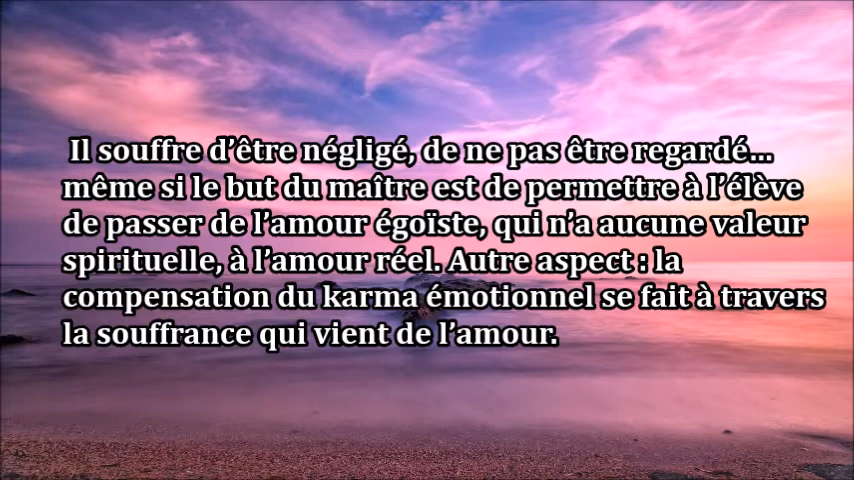 Il souffre d’être négligé, de ne pas être regardé...
même si le but du maître est de permettre à l’élève
de passer de l’amour égoïste, qui n’a aucune valeur
spirituelle, à l’amour réel. Autre aspect : la
compensation du karma émotionnel se fait à travers
la souffrance qui vient de l’amour.